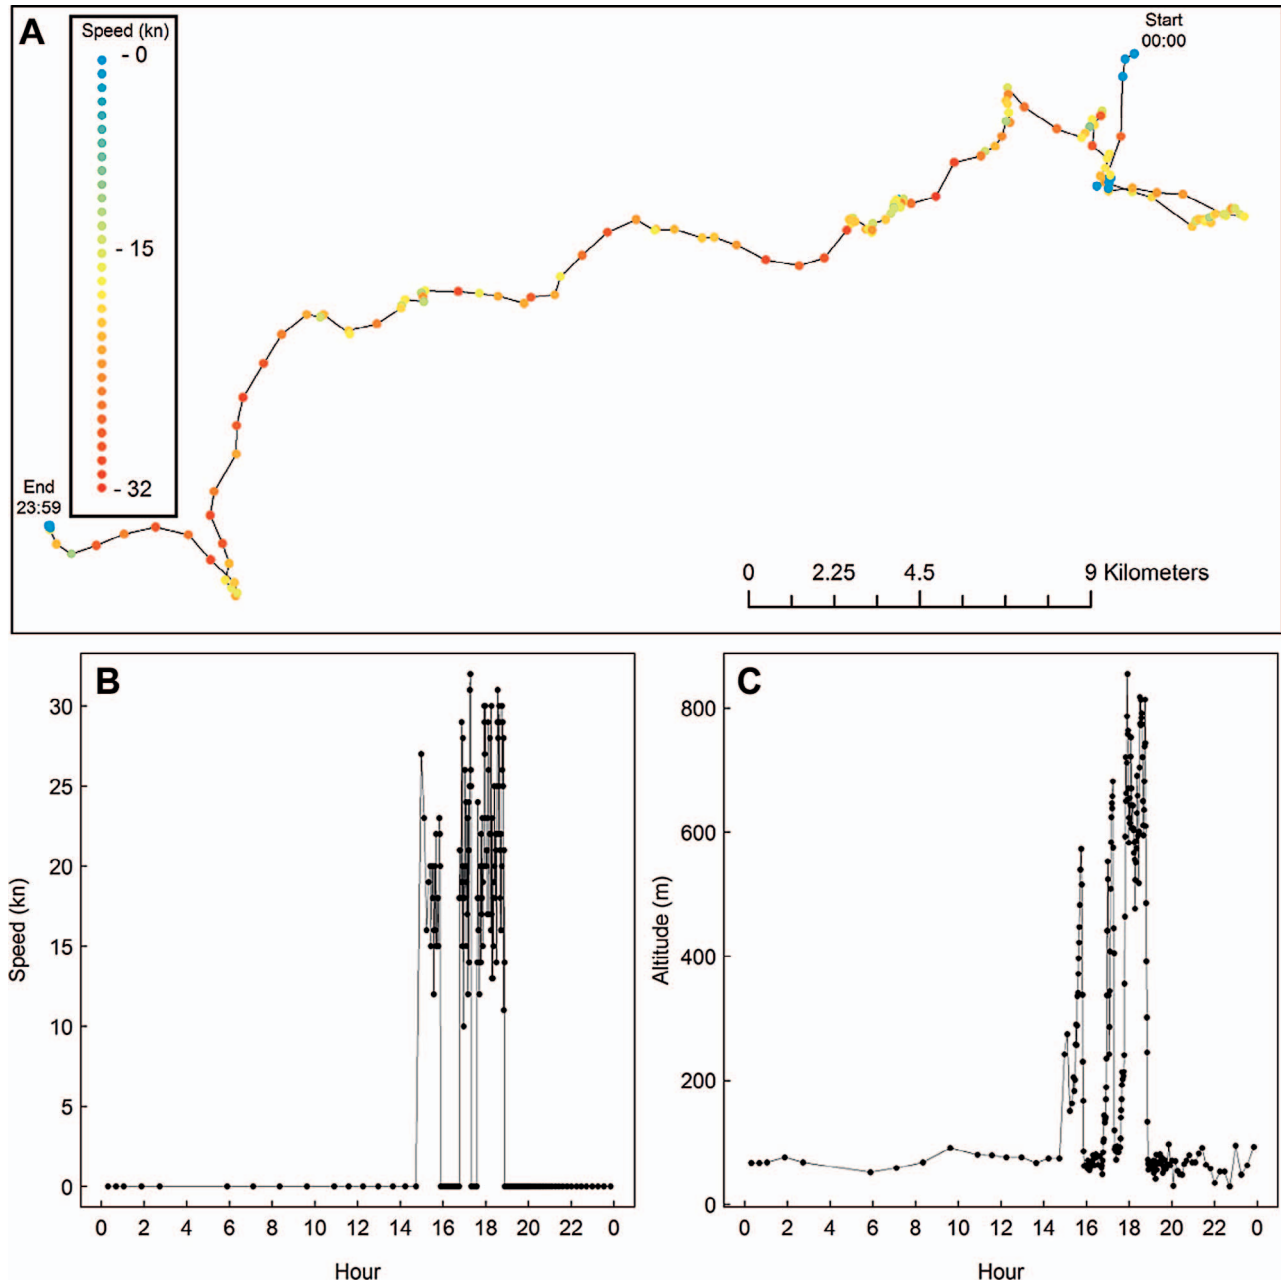 A
Speed (kn)
- 0
- 15
- 32
Start
00:00
End
23:59
0 2.25 4.5 9 Kilometers
B
30
25
20
15
10
5
0
Speed (kn)
0 2 4 6 8 10 12 14 16 18 20 22 0
Hour
C
800
600
400
200
0
Altitude (m)
0 2 4 6 8 10 12 14 16 18 20 22 0
Hour